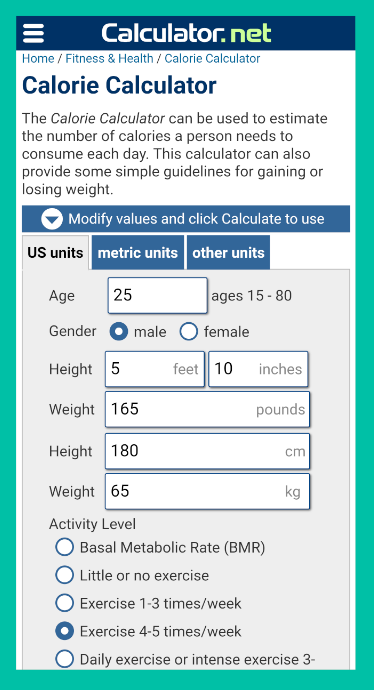 Calculator.net
Home / Fitness & Health / Calorie Calculator
Calorie Calculator
The Calorie Calculator can be used to estimate
the number of calories a person needs to
consume each day. This calculator can also
provide some simple guidelines for gaining or
losing weight.
Modify values and click Calculate to use
US units metric units other units
Age 25 ages 15 - 80
Gender male female
Height 5 feet 10 inches
Weight 165 pounds
Height 180 cm
Weight 65 kg
Activity Level
Basal Metabolic Rate (BMR)
Little or no exercise
Exercise 1-3 times/week
Exercise 4-5 times/week
Daily exercise or intense exercise 3-